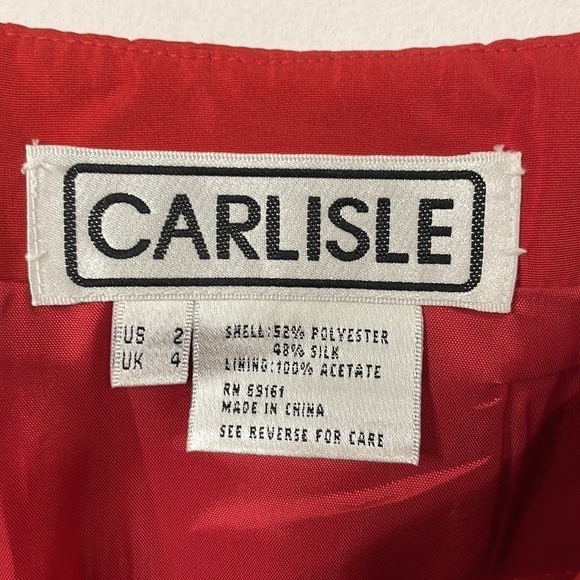 CARLISLE
US 2
UK 4
SHELL:52% POLYESTER
48% SILK
LINING:100% ACETATE
RN 69161
MADE IN CHINA
SEE REVERSE FOR CARE